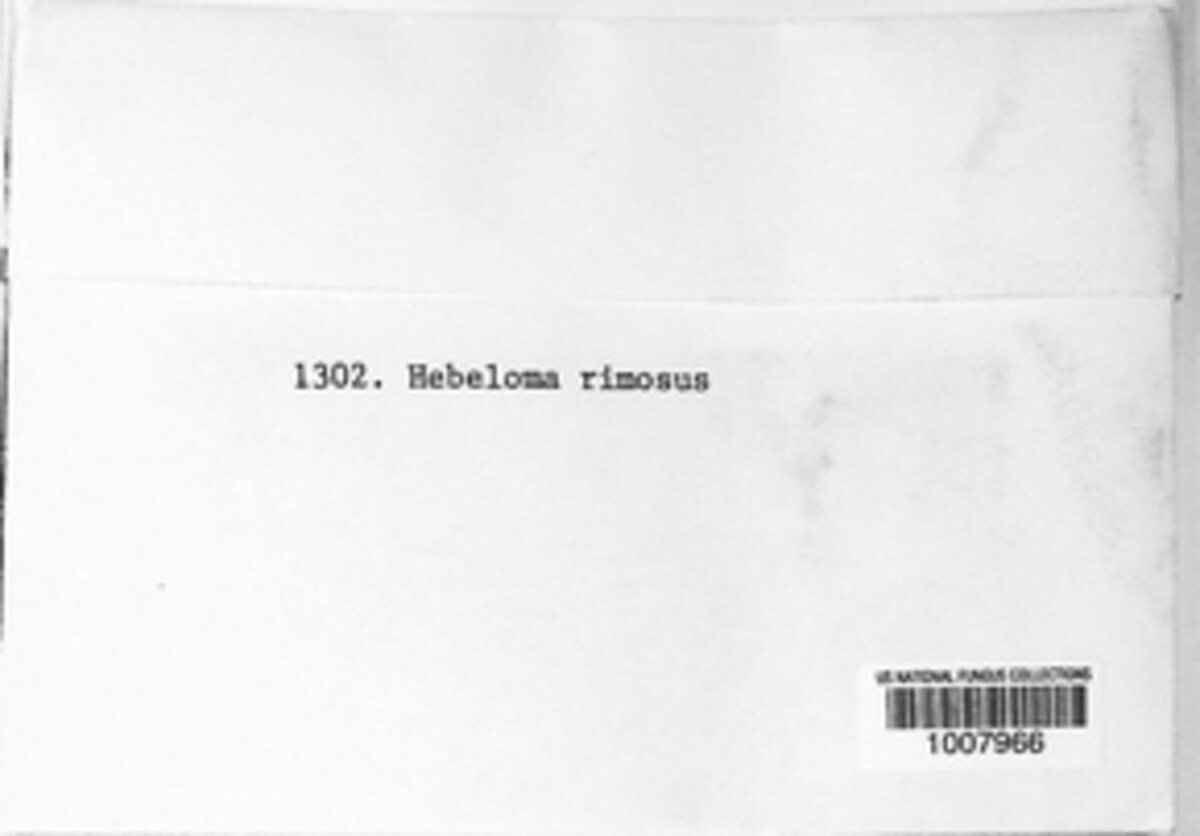 1302. Hebeloma rimosus
US NATIONAL FUNGUS COLLECTIONS
1007966